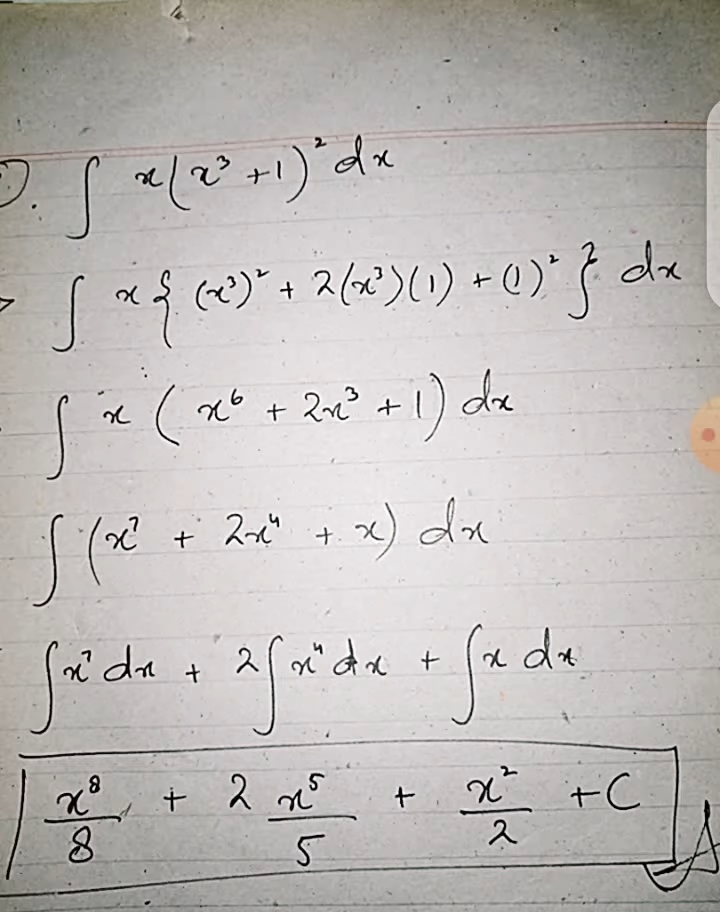 ∫ x(x³ + 1)² dx
∫ x { (x³)² + 2(x³)(1) + (1)² } dx
∫ x ( x⁶ + 2x³ + 1 ) dx
∫ (x⁷ + 2x⁴ + x) dx
∫ x⁷ dx + 2∫ x⁴ dx + ∫ x dx
x⁸/8 + 2 x⁵/5 + x²/2 + C